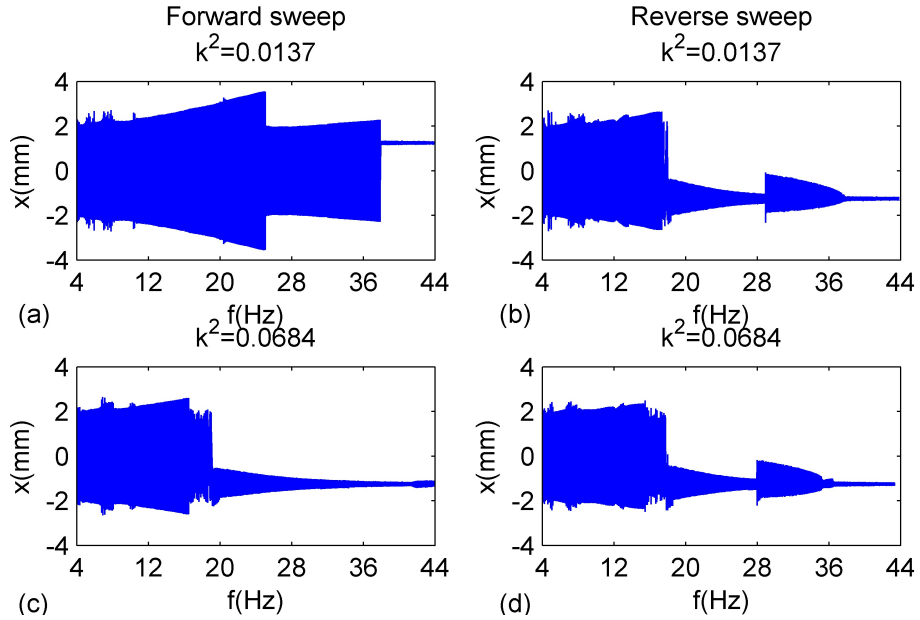 Forward sweep
Reverse sweep
k²=0.0137
k²=0.0137
x(mm)
4
2
0
-2
-4
4 12 20 28 36 44
f(Hz)
(a)
x(mm)
4
2
0
-2
-4
4 12 20 28 36 44
f(Hz)
(b)
k²=0.0684
k²=0.0684
x(mm)
4
2
0
-2
-4
4 12 20 28 36 44
f(Hz)
(c)
x(mm)
4
2
0
-2
-4
4 12 20 28 36 44
f(Hz)
(d)